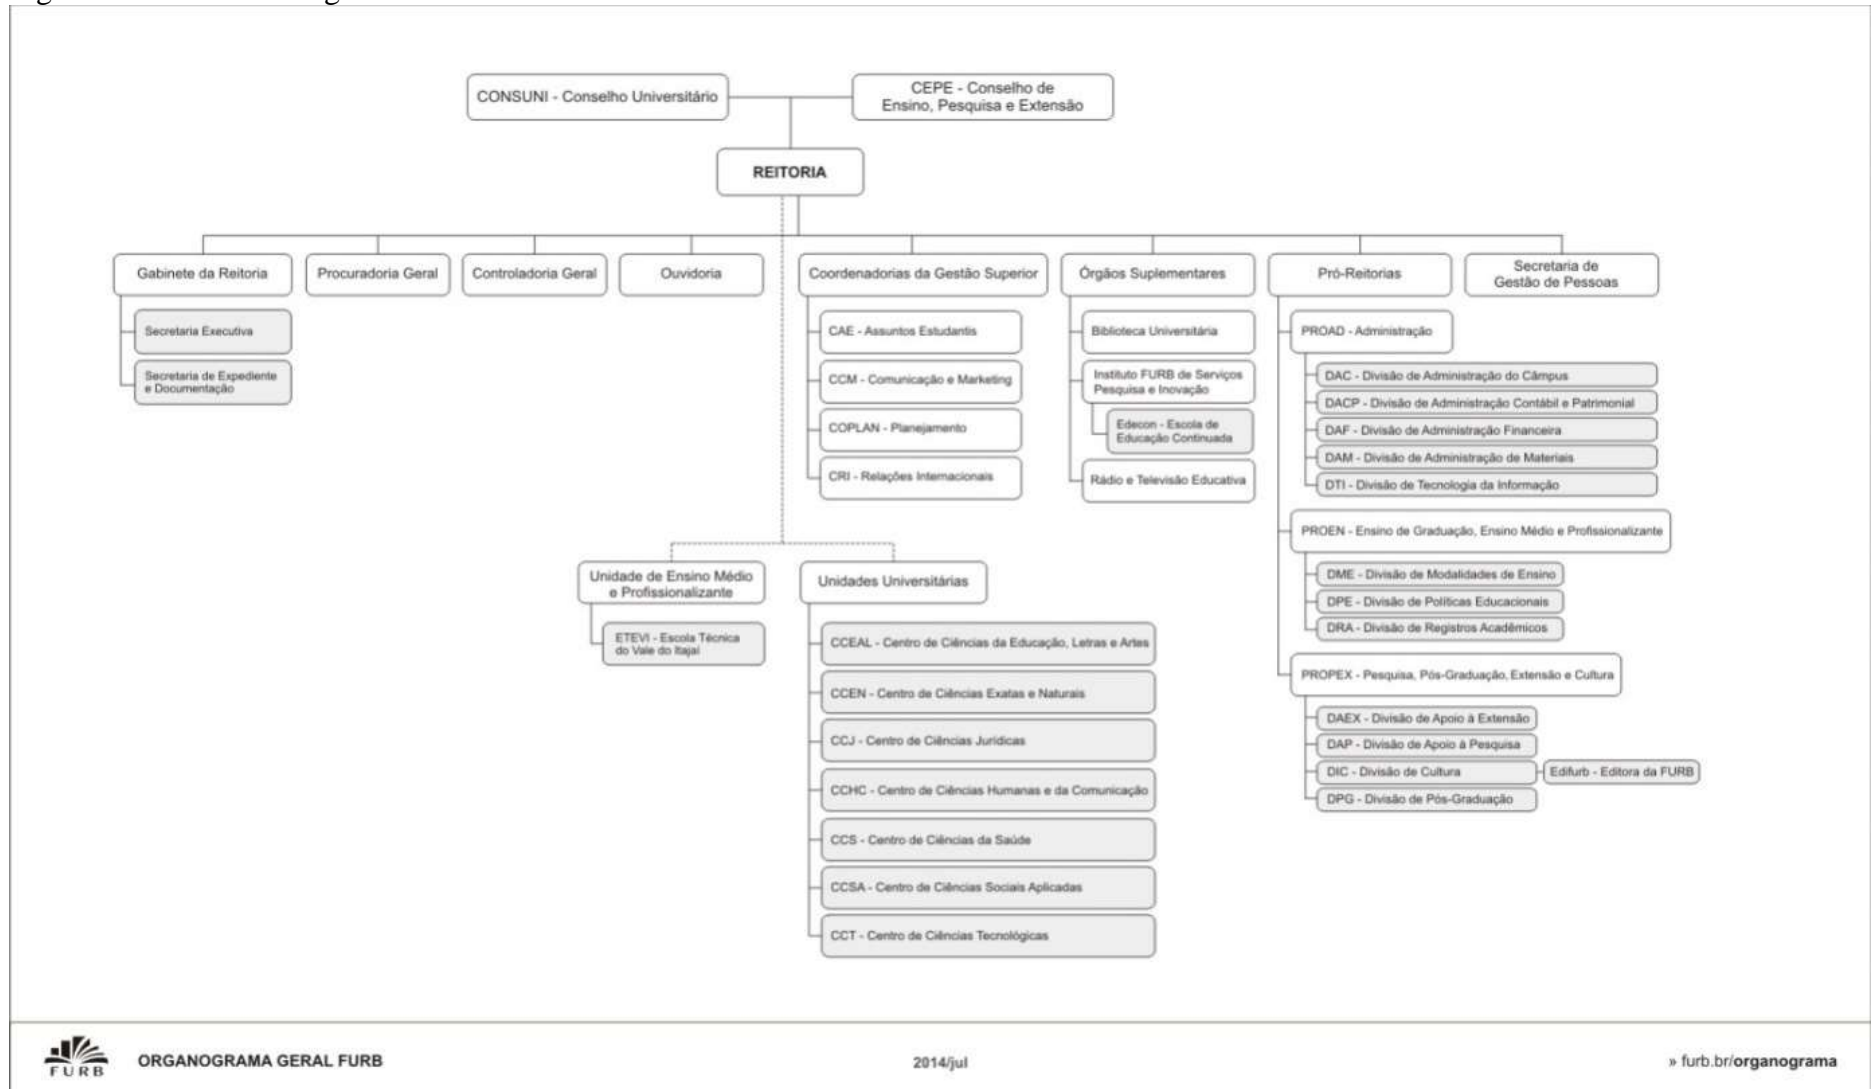 CONSUNI - Conselho Universitário
CEPE - Conselho de
Ensino, Pesquisa e Extensão
REITORIA
Gabinete da Reitoria
Procuradoria Geral
Controladoria Geral
Ouvidoria
Coordenadorias da Gestão Superior
Órgãos Suplementares
Pró-Reitorias
Secretaria de
Gestão de Pessoas
Secretaria Executiva
Secretaria de Expediente
e Documentação
CAE - Assuntos Estudantis
CCM - Comunicação e Marketing
COPLAN - Planejamento
CRI - Relações Internacionais
Biblioteca Universitária
Instituto FURB de Serviços
Pesquisa e Inovação
Edecon - Escola de
Educação Continuada
Rádio e Televisão Educativa
PROAD - Administração
DAC - Divisão de Administração do Câmpus
DACP - Divisão de Administração Contábil e Patrimonial
DAF - Divisão de Administração Financeira
DAM - Divisão de Administração de Materiais
DTI - Divisão de Tecnologia da Informação
PROEN - Ensino de Graduação, Ensino Médio e Profissionalizante
DME - Divisão de Modalidades de Ensino
DPE - Divisão de Políticas Educacionais
DRA - Divisão de Registros Acadêmicos
PROPEX - Pesquisa, Pós-Graduação, Extensão e Cultura
DAEX - Divisão de Apoio à Extensão
DAP - Divisão de Apoio à Pesquisa
DIC - Divisão de Cultura
Edifurb - Editora da FURB
DPG - Divisão de Pós-Graduação
Unidade de Ensino Médio
e Profissionalizante
ETEVI - Escola Técnica
do Vale do Itajaí
Unidades Universitárias
CCEAL - Centro de Ciências da Educação, Letras e Artes
CCEN - Centro de Ciências Exatas e Naturais
CCJ - Centro de Ciências Jurídicas
CCHC - Centro de Ciências Humanas e da Comunicação
CCS - Centro de Ciências da Saúde
CCSA - Centro de Ciências Sociais Aplicadas
CCT - Centro de Ciências Tecnológicas
FURB
ORGANOGRAMA GERAL FURB
2014/jul
» furb.br/organograma